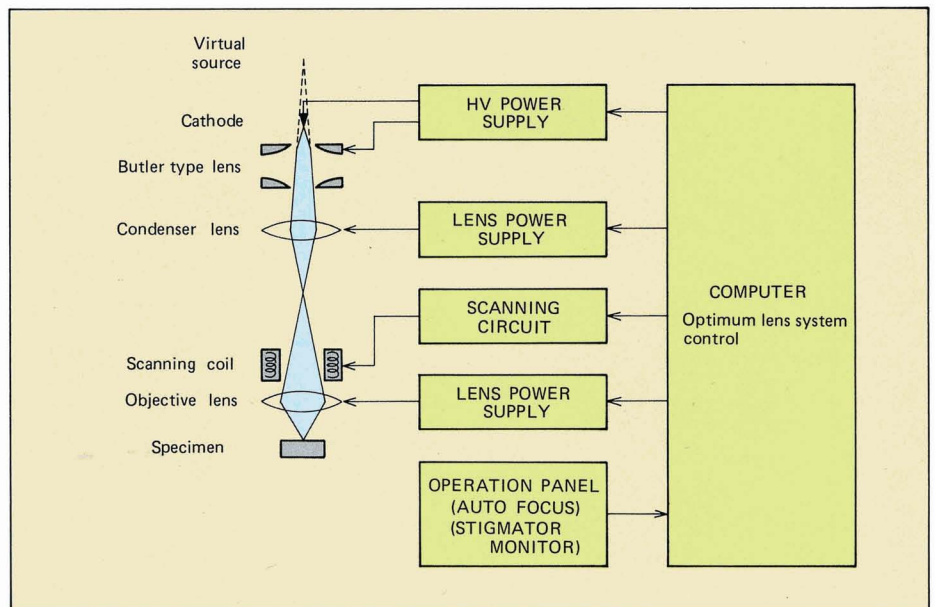 Virtual
source
Cathode
Butler type lens
Condenser lens
Scanning coil
Objective lens
Specimen
HV POWER
SUPPLY
LENS POWER
SUPPLY
SCANNING
CIRCUIT
LENS POWER
SUPPLY
OPERATION PANEL
(AUTO FOCUS)
(STIGMATOR
MONITOR)
COMPUTER
Optimum lens system
control